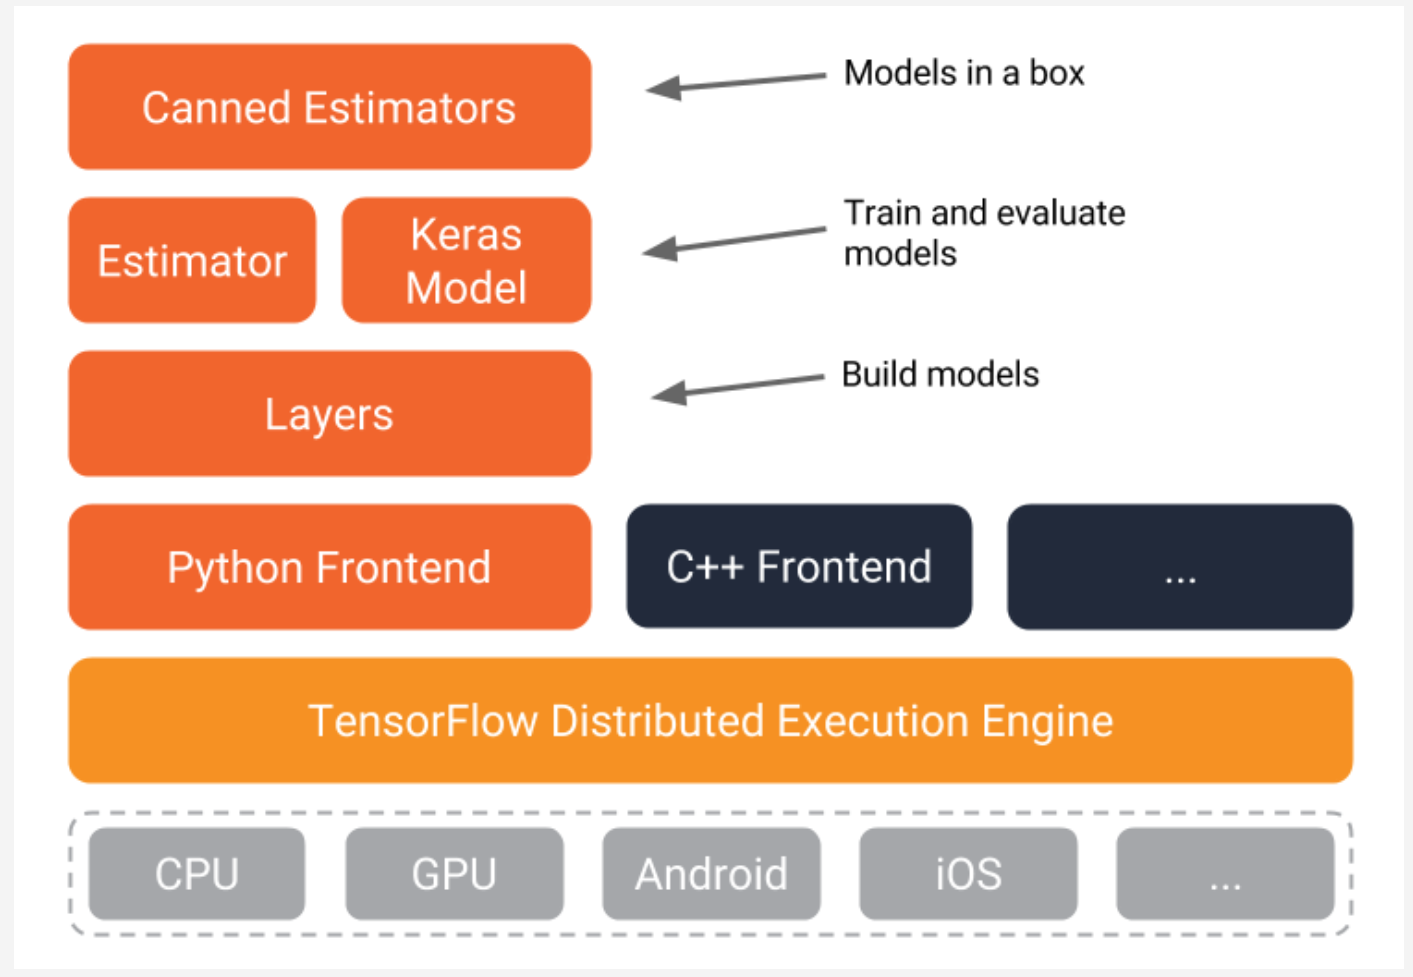 Canned Estimators
Models in a box
Estimator
Keras
Model
Train and evaluate
models
Layers
Build models
Python Frontend
C++ Frontend
...
TensorFlow Distributed Execution Engine
CPU
GPU
Android
iOS
...